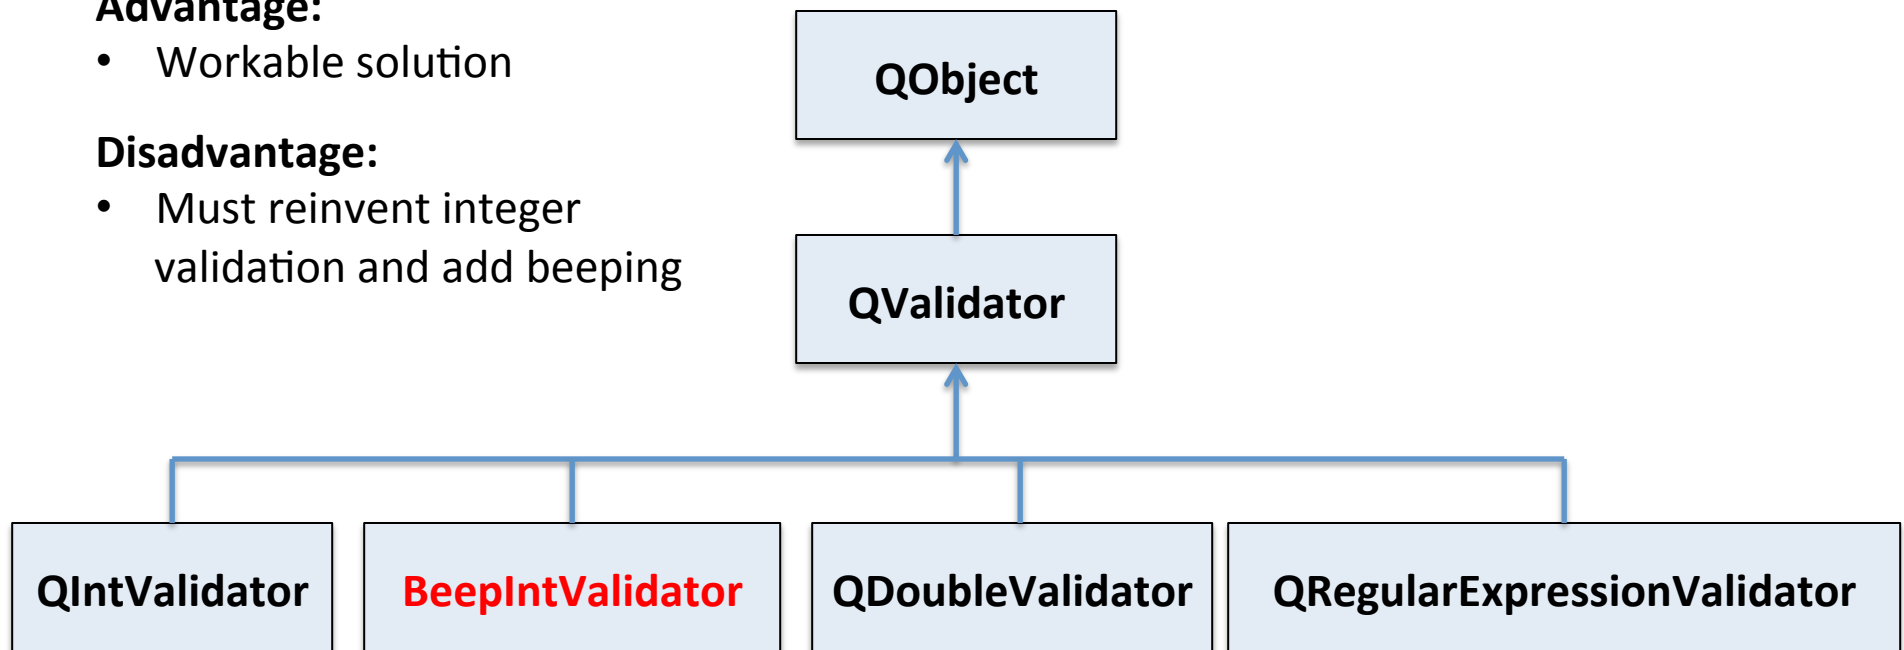 Advantage:
• Workable solution
Disadvantage:
• Must reinvent integer
validation and add beeping
QObject
QValidator
QIntValidator
BeepIntValidator
QDoubleValidator
QRegularExpressionValidator